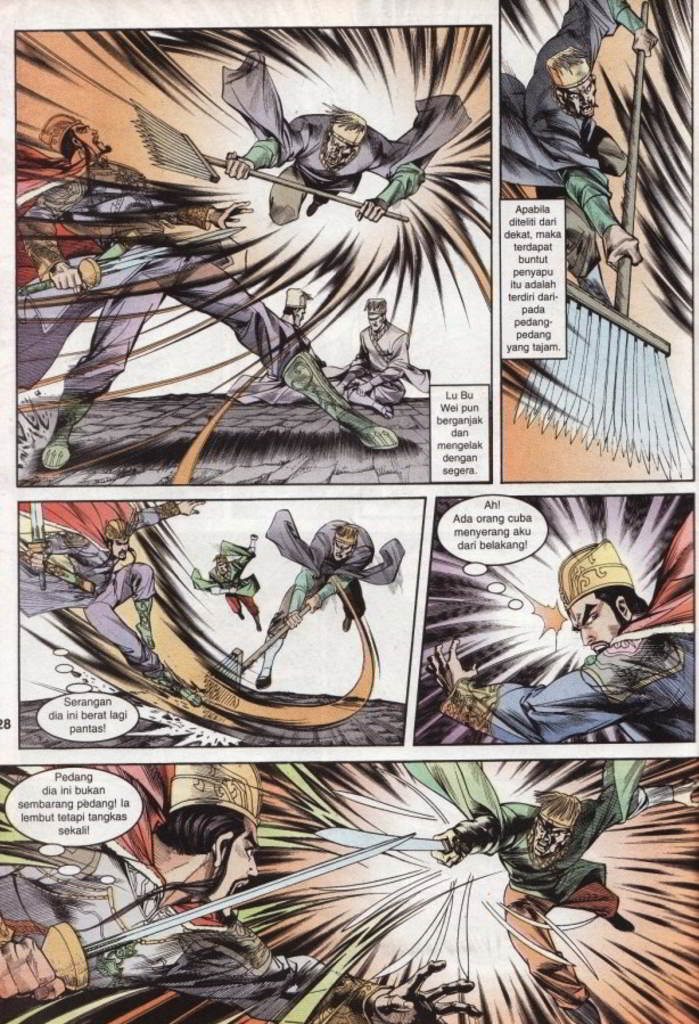 Apabila
diteliti dari
dekat, maka
terdapat
buntut
penyapu
itu adalah
terdiri dari-
pada
pedang-
pedang
yang tajam.
Lu Bu
Wei pun
berganjak
dan
mengelak
dengan
segera.
Serangan
dia ini berat lagi
pantas!
Ah!
Ada orang cuba
menyerang aku
dari belakang!
28
Pedang
dia ini bukan
sembarang pedang! Ia
lembut tetapi tangkas
sekali!